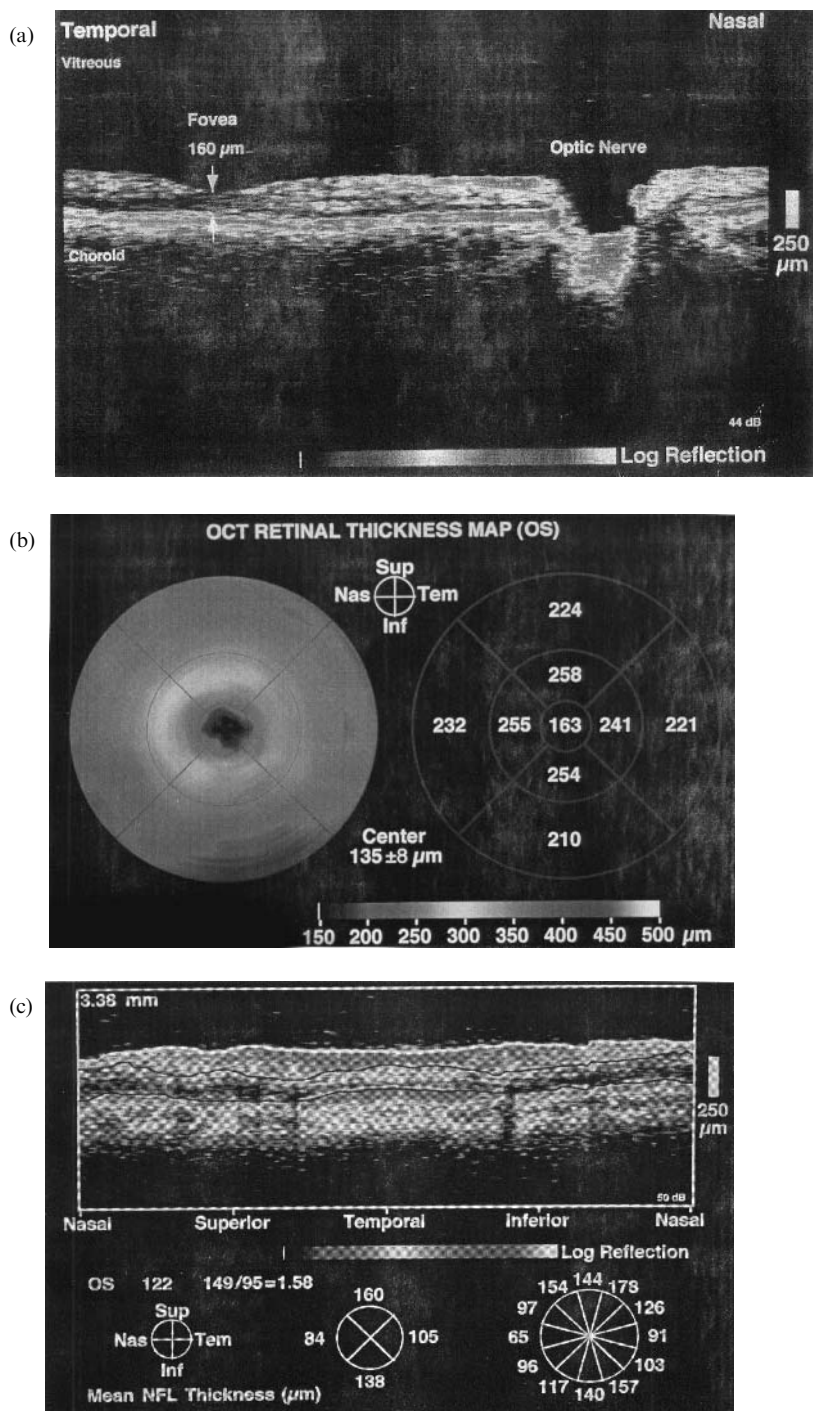 (a)
Temporal
Nasal
Vitreous
Fovea
160 µm
Optic Nerve
250
µm
Choroid
44 dB
Log Reflection
(b)
OCT RETINAL THICKNESS MAP (OS)
Sup
Nas Tem
Inf
224
258
232 255 163 241 221
254
210
Center
135 ±8 µm
150 200 250 300 350 400 450 500 µm
(c)
3.38 mm
250
µm
50 dB
Nasal Superior Temporal Inferior Nasal
Log Reflection
OS 122 149/95=1.58
Sup
Nas Tem
Inf
Mean NFL Thickness (µm)
160
84 105
138
154 144 178
97 126
65 91
96 103
117 140 157